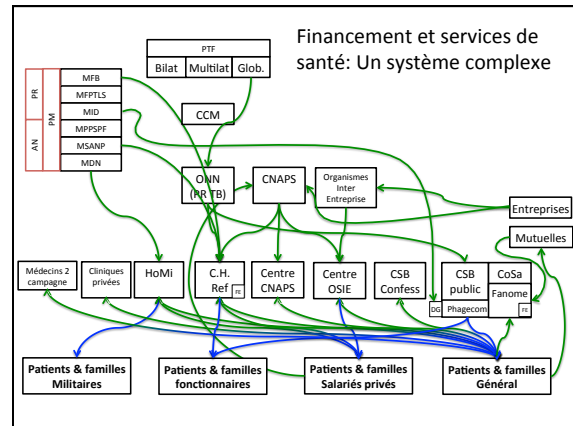 Financement et services de
santé: Un système complexe
PTF
Bilat
Multilat
Glob.
PR
AN
PM
MFB
MFPTLS
MID
MPPSPF
MSANP
MDN
CCM
ONN
(PR TB)
CNAPS
Organismes
Inter
Entreprise
Entreprises
Mutuelles
Médecins 2
campagne
Cliniques
privées
HoMi
C.H.
Ref
FE
Centre
CNAPS
Centre
OSIE
CSB
Confess
CSB
public
CoSa
Fanome
DG
Phagecom
FE
Patients & familles
Militaires
Patients & familles
fonctionnaires
Patients & familles
Salariés privés
Patients & familles
Général